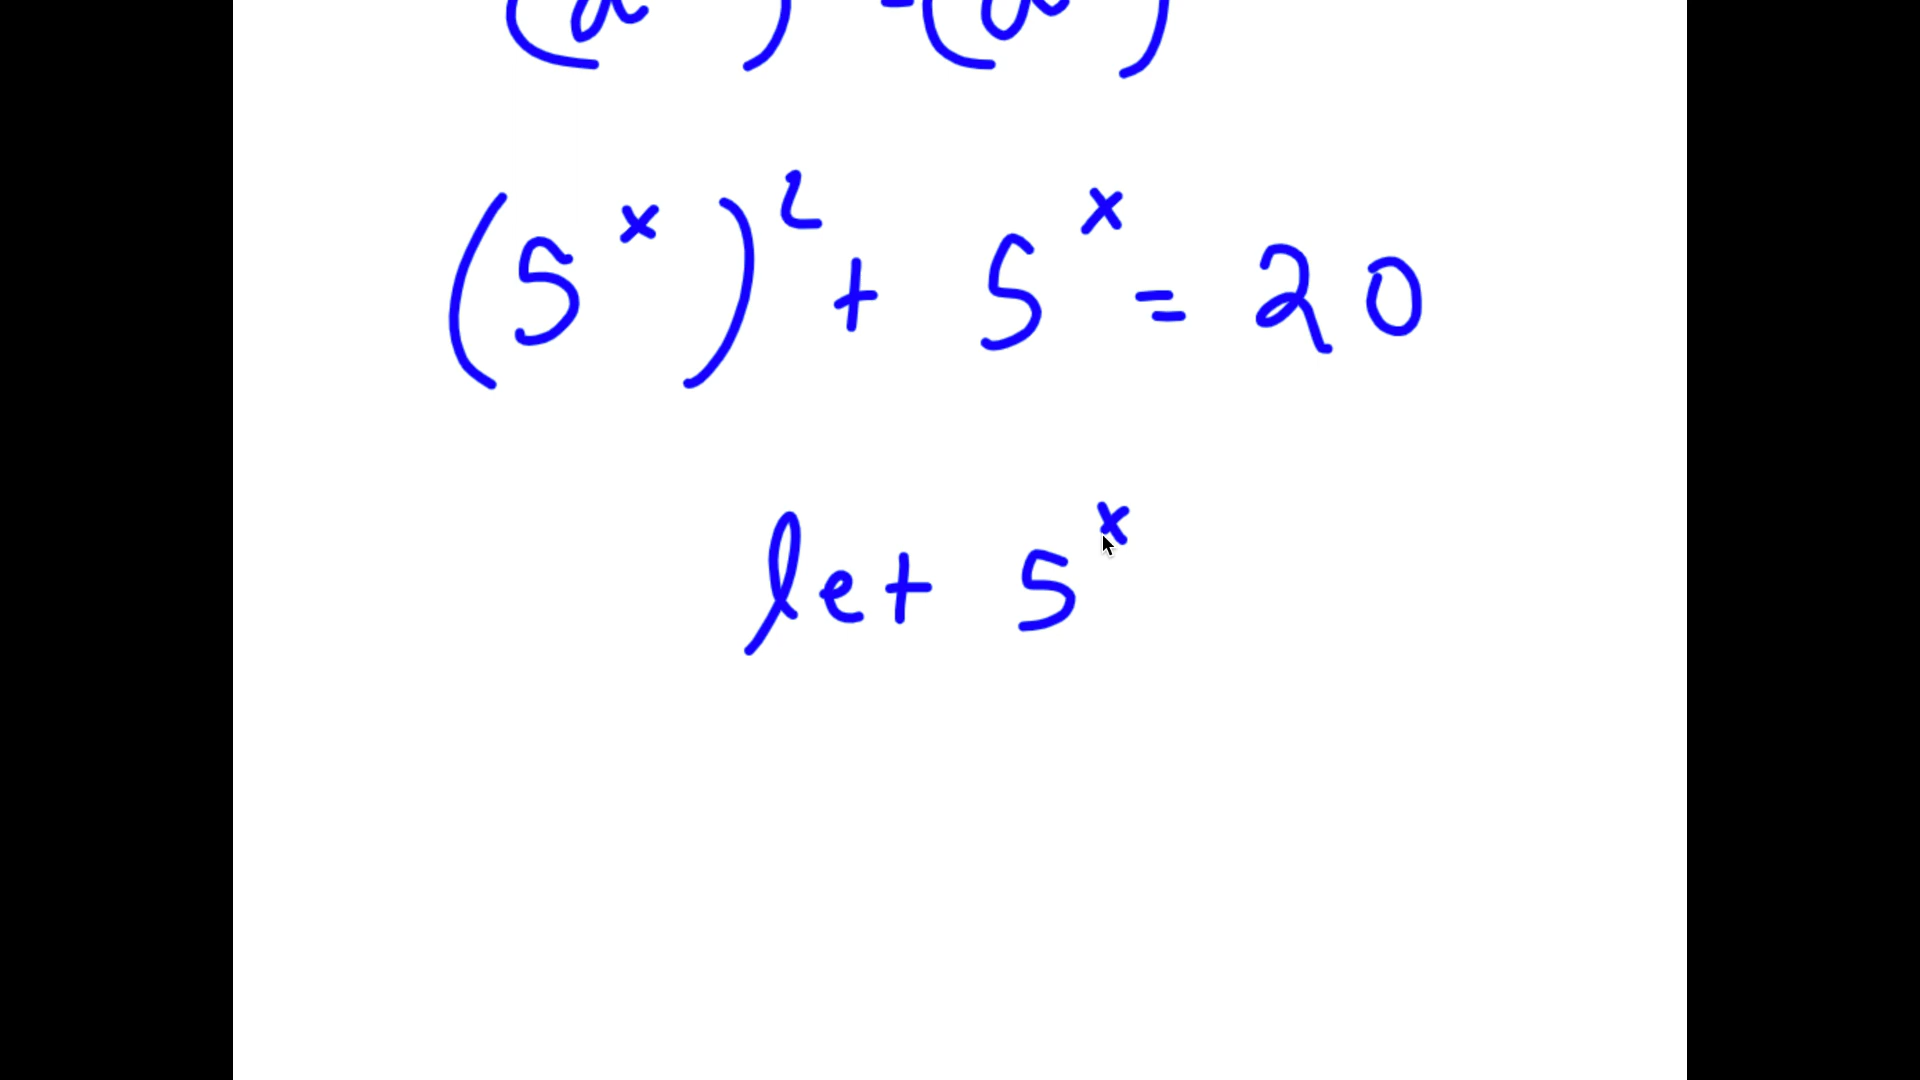 (5^x)^2 + 5^x = 20
let 5^x